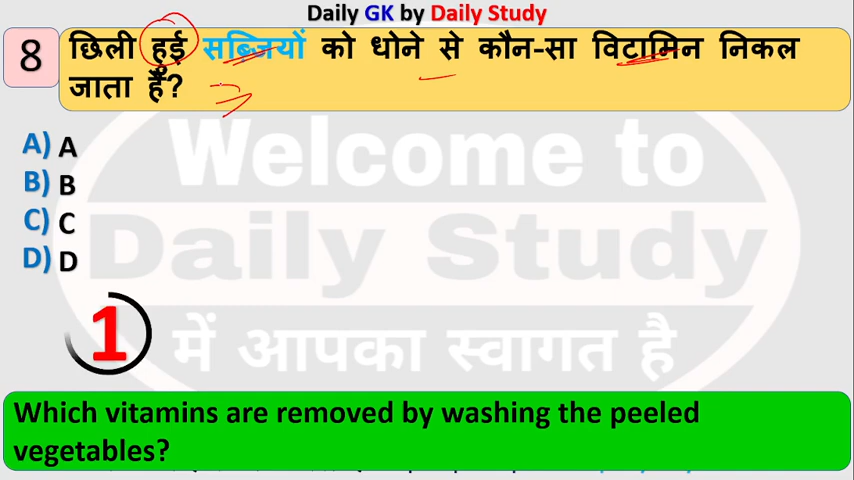 Daily GK by Daily Study
8
छिली हुई सब्ज़ियों को धोने से कौन-सा विटामिन निकल
जाता है?
A) A
B) B
C) C
D) D
Welcome to
Daily Study
में आपका स्वागत है
1
Which vitamins are removed by washing the peeled
vegetables?